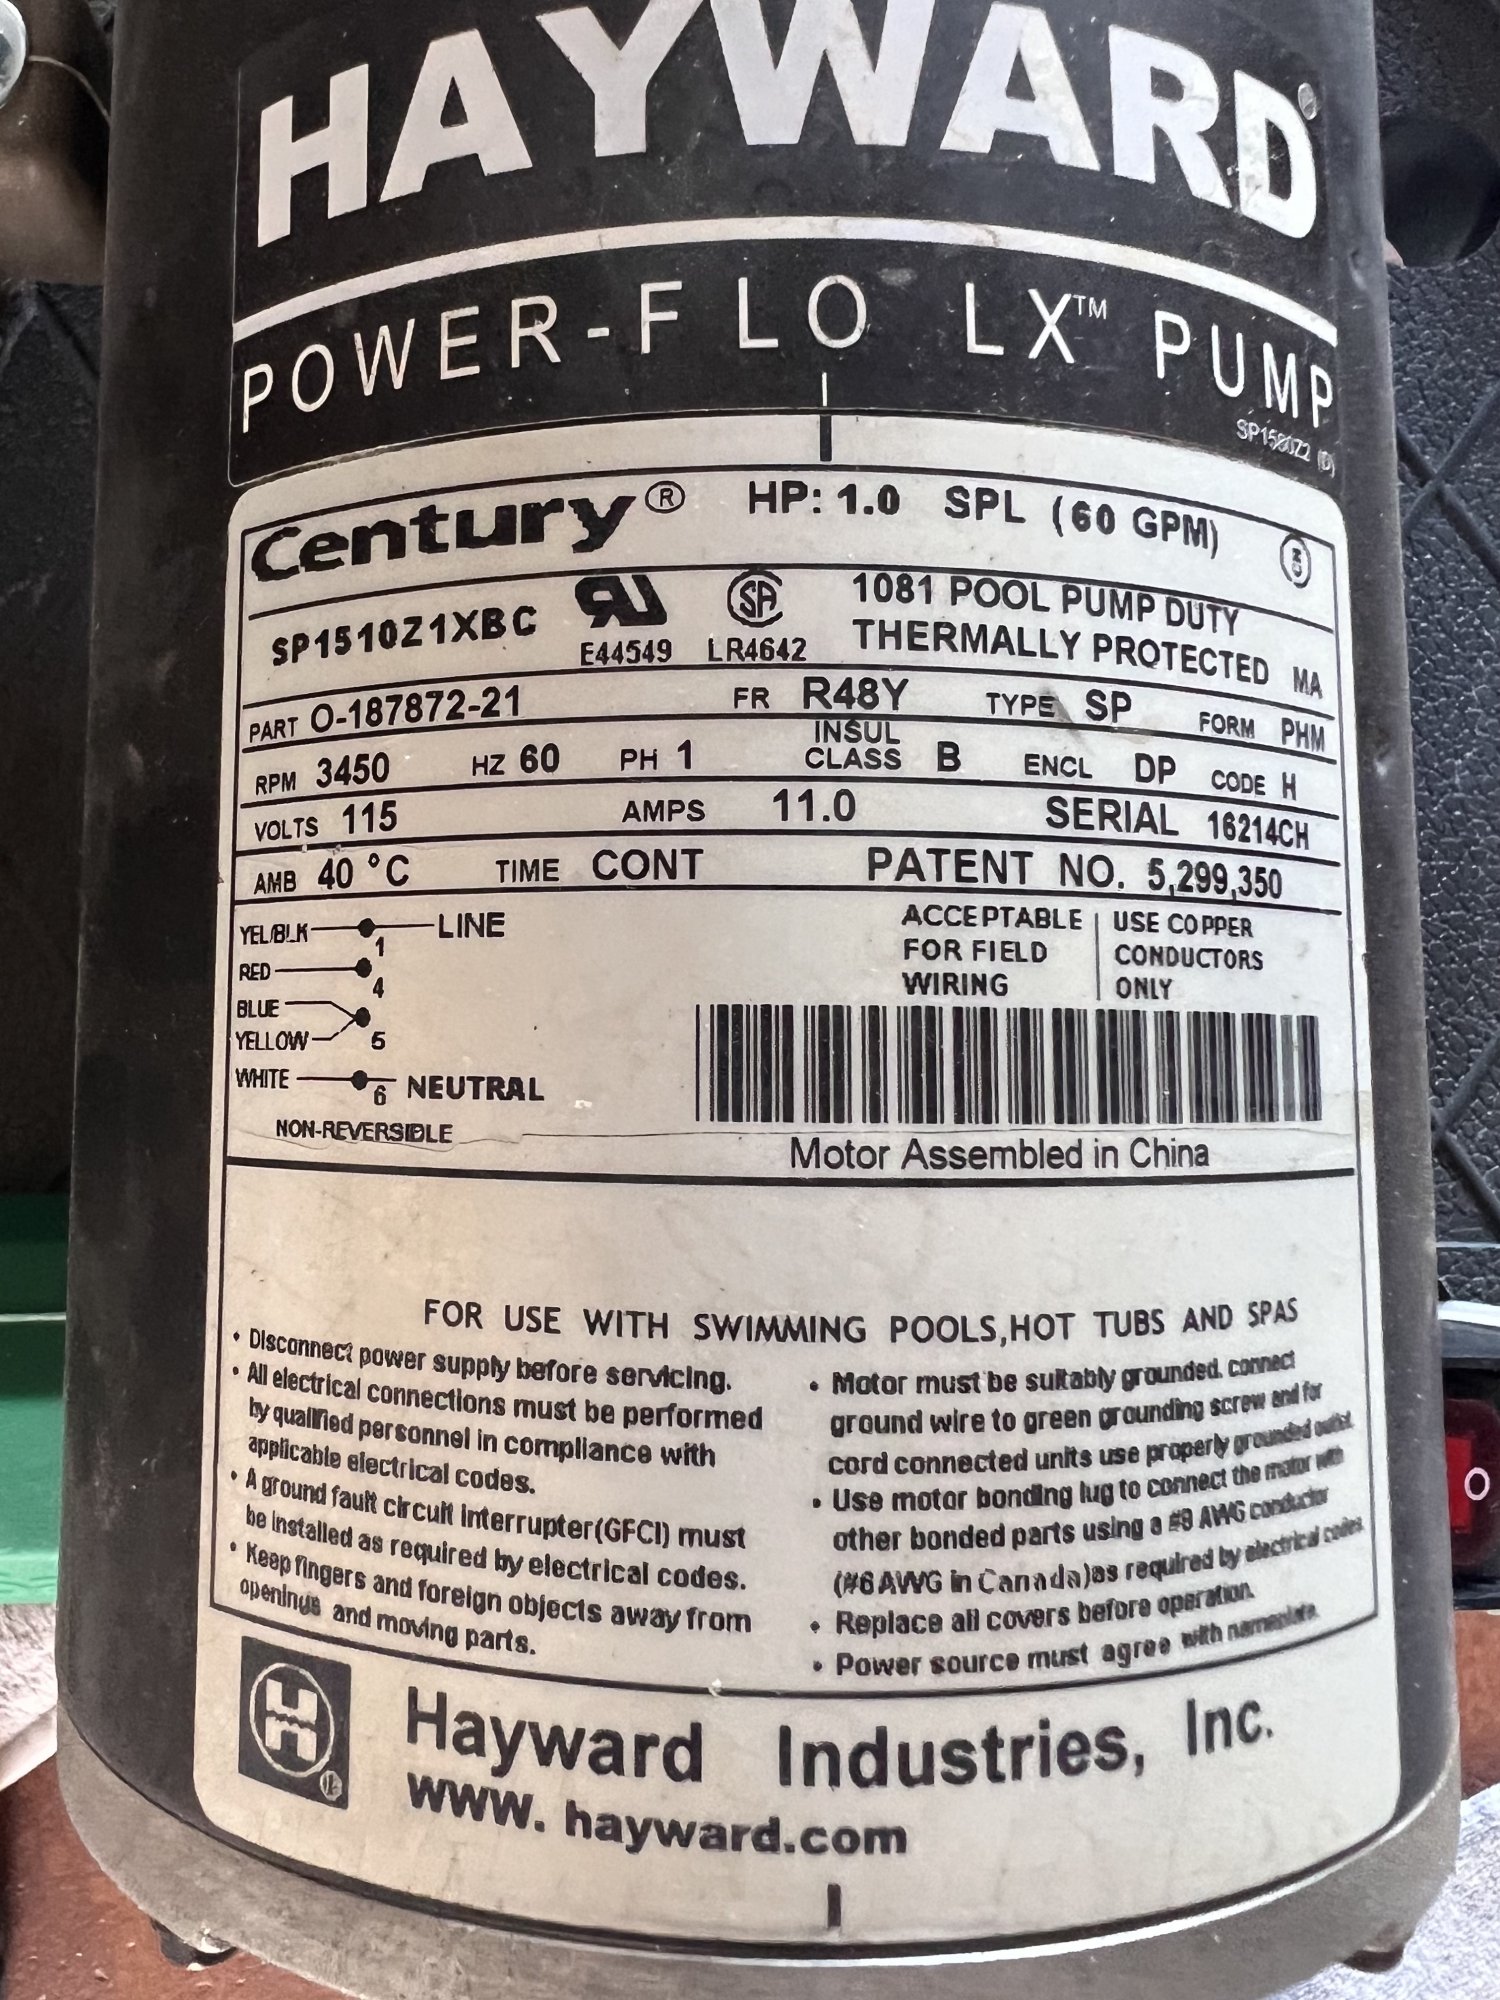 HAYWARD®
POWER-FLO LX™ PUMP
Century® HP: 1.0 SPL (60 GPM)
SP1510Z1XBC E44549 LR4642 1081 POOL PUMP DUTY
THERMALLY PROTECTED MA
PART O-187872-21 FR R48Y TYPE SP FORM PHM
RPM 3450 HZ 60 PH 1 INSUL CLASS B ENCL DP CODE H
VOLTS 115 AMPS 11.0 SERIAL 16214CH
AMB 40 °C TIME CONT PATENT NO. 5,299,350
YEL/BLK 1 LINE
RED 4
BLUE
YELLOW 5
WHITE 6 NEUTRAL
NON-REVERSIBLE
ACCEPTABLE
FOR FIELD
WIRING
USE COPPER
CONDUCTORS
ONLY
Motor Assembled in China
FOR USE WITH SWIMMING POOLS,HOT TUBS AND SPAS
• Disconnect power supply before servicing.
• All electrical connections must be performed
by qualified personnel in compliance with
applicable electrical codes.
• A ground fault circuit interrupter(GFCI) must
be installed as required by electrical codes.
• Keep fingers and foreign objects away from
openings and moving parts.
• Motor must be suitably grounded. connect
ground wire to green grounding screw and for
cord connected units use properly grounded outlet.
• Use motor bonding lug to connect the motor with
other bonded parts using a #8 AWG conductor
(#6 AWG in Canada)as required by electrical codes.
• Replace all covers before operation.
• Power source must agree with nameplate.
Hayward Industries, Inc.
www. hayward.com